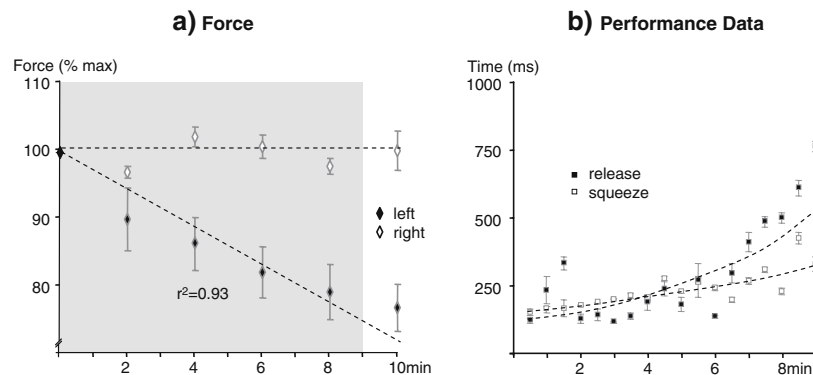 a) Force
Force (% max)
110
100
90
80
left
right
r²=0.93
2 4 6 8 10min
b) Performance Data
Time (ms)
1000
750
500
250
release
squeeze
2 4 6 8min